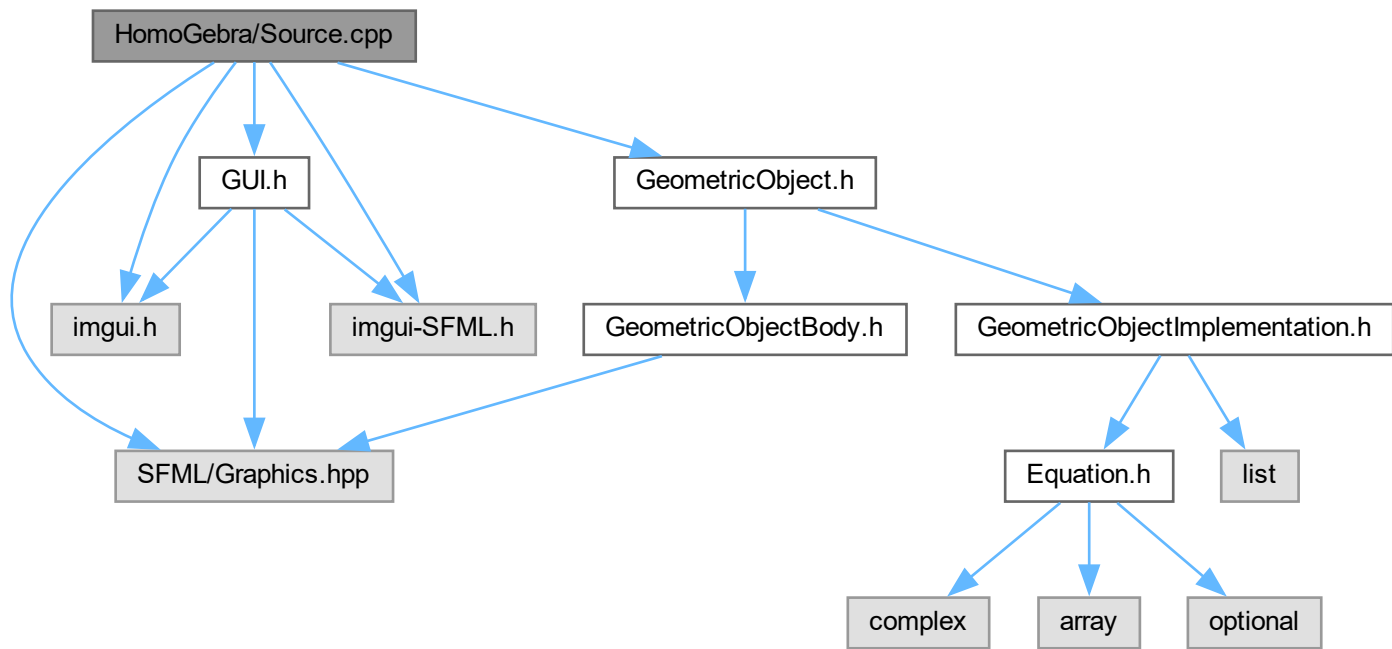 HomoGebra/Source.cpp
GUI.h
GeometricObject.h
imgui.h
imgui-SFML.h
GeometricObjectBody.h
GeometricObjectImplementation.h
SFML/Graphics.hpp
Equation.h
list
complex
array
optional